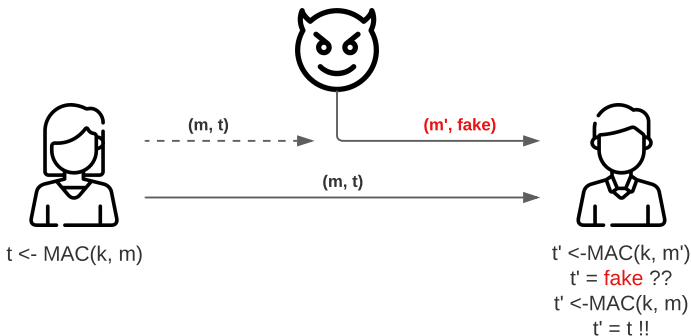 (m, t)
(m', fake)
(m, t)
t <- MAC(k, m)
t' <-MAC(k, m')
t' = fake ??
t' <-MAC(k, m)
t' = t !!